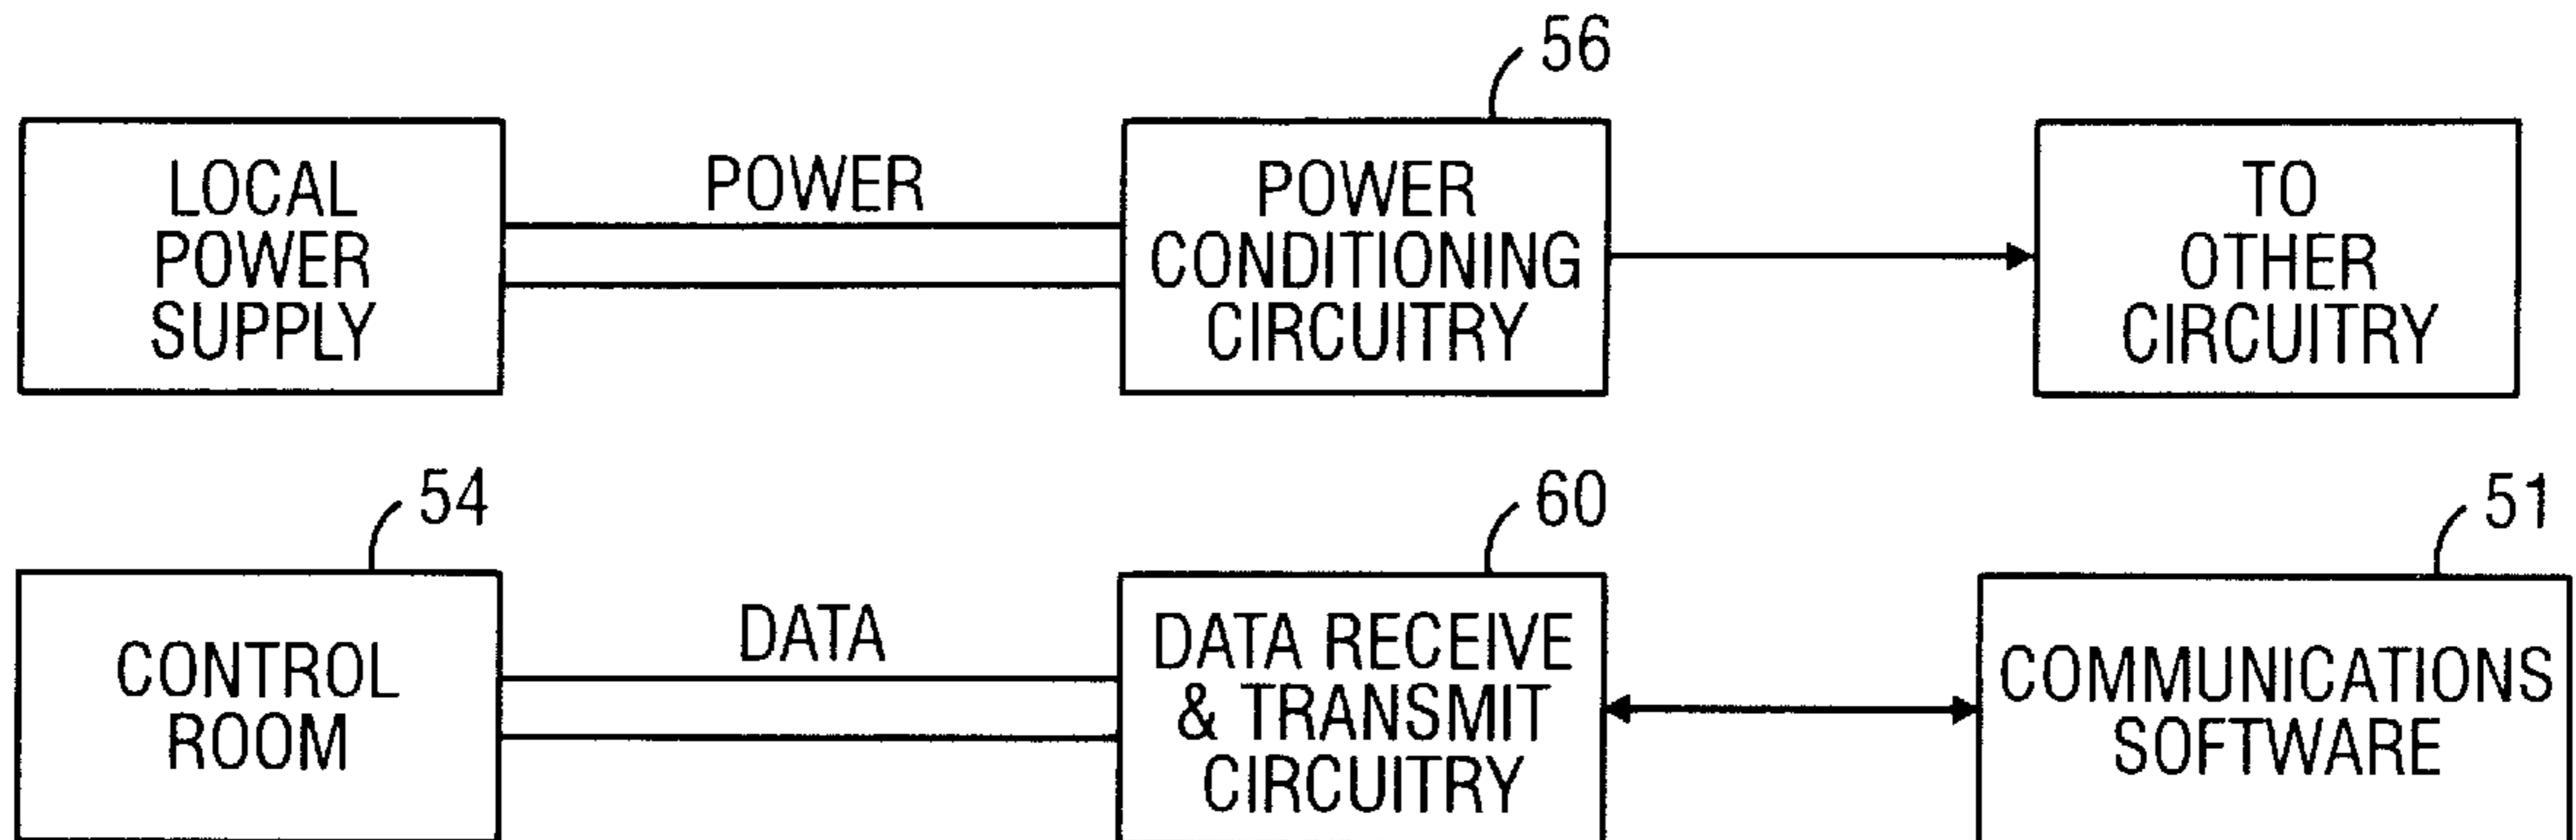 56
LOCAL
POWER
SUPPLY
POWER
POWER
CONDITIONING
CIRCUITRY
TO
OTHER
CIRCUITRY
54
60
51
CONTROL
ROOM
DATA
DATA RECEIVE
& TRANSMIT
CIRCUITRY
COMMUNICATIONS
SOFTWARE